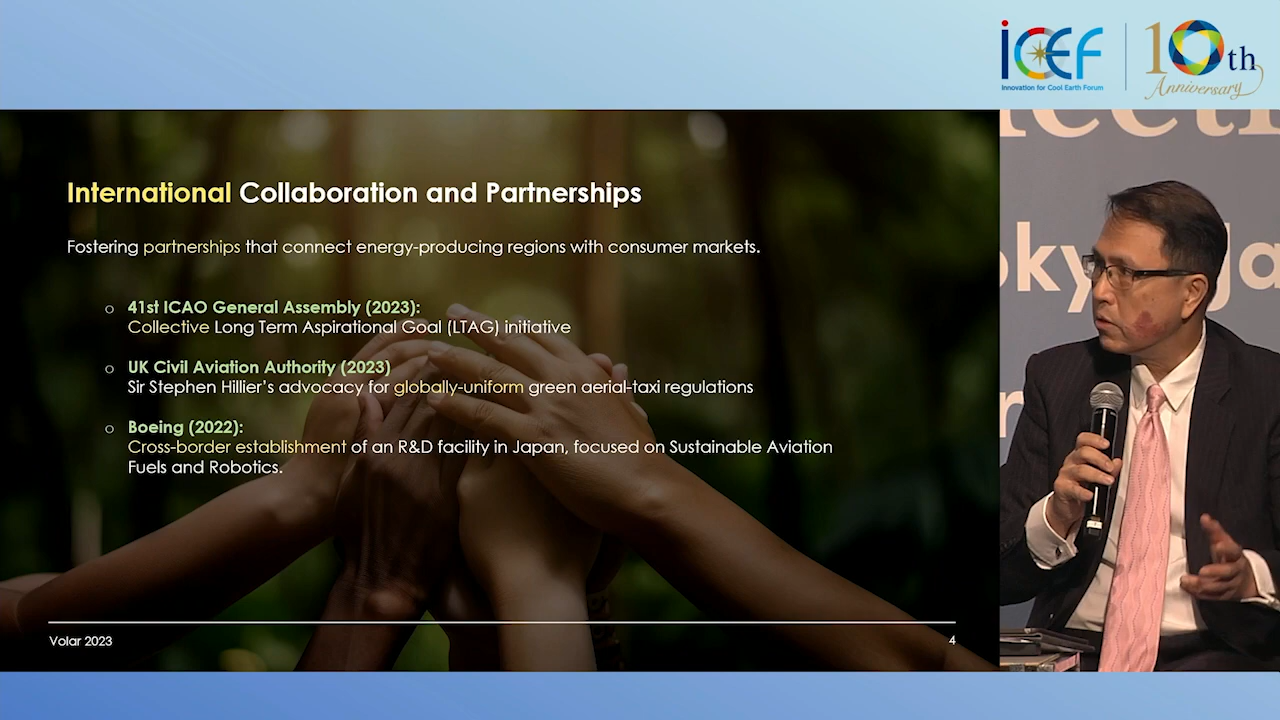 ICEF
Innovation for Cool Earth Forum
10th
Anniversary
International Collaboration and Partnerships
Fostering partnerships that connect energy-producing regions with consumer markets.
41st ICAO General Assembly (2023):
Collective Long Term Aspirational Goal (LTAG) initiative
UK Civil Aviation Authority (2023)
Sir Stephen Hillier's advocacy for globally-uniform green aerial-taxi regulations
Boeing (2022):
Cross-border establishment of an R&D facility in Japan, focused on Sustainable Aviation
Fuels and Robotics.
Volar 2023
4